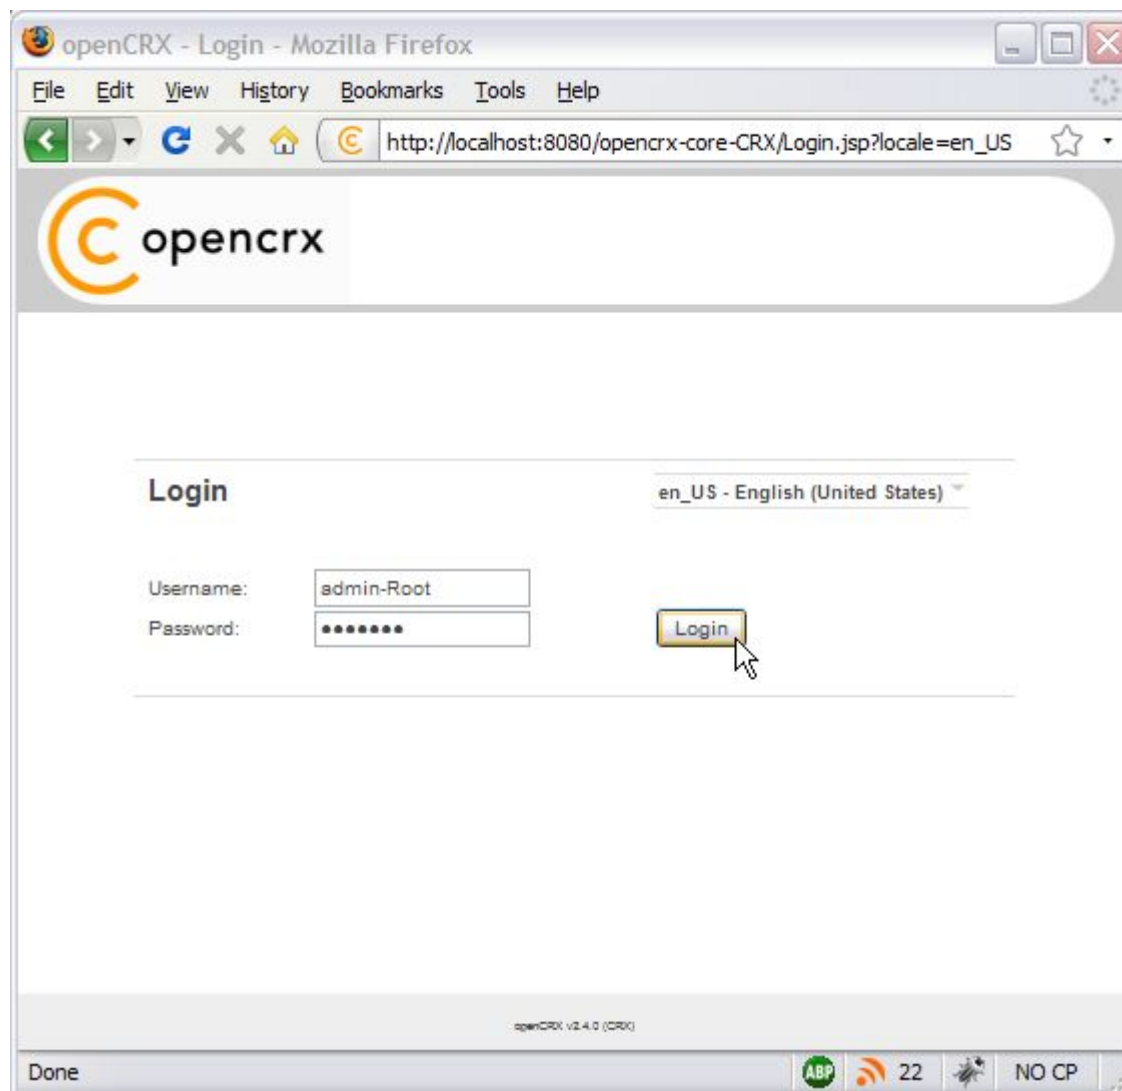 openCRX - Login - Mozilla Firefox
File Edit View History Bookmarks Tools Help
http://localhost:8080/opencrx-core-CRX/Login.jsp?locale=en_US
opencrx
Login en_US - English (United States)
Username: admin-Root
Password: •••••••
Login
openCRX v2.4.0 (CRX)
Done ABP 22 NO CP